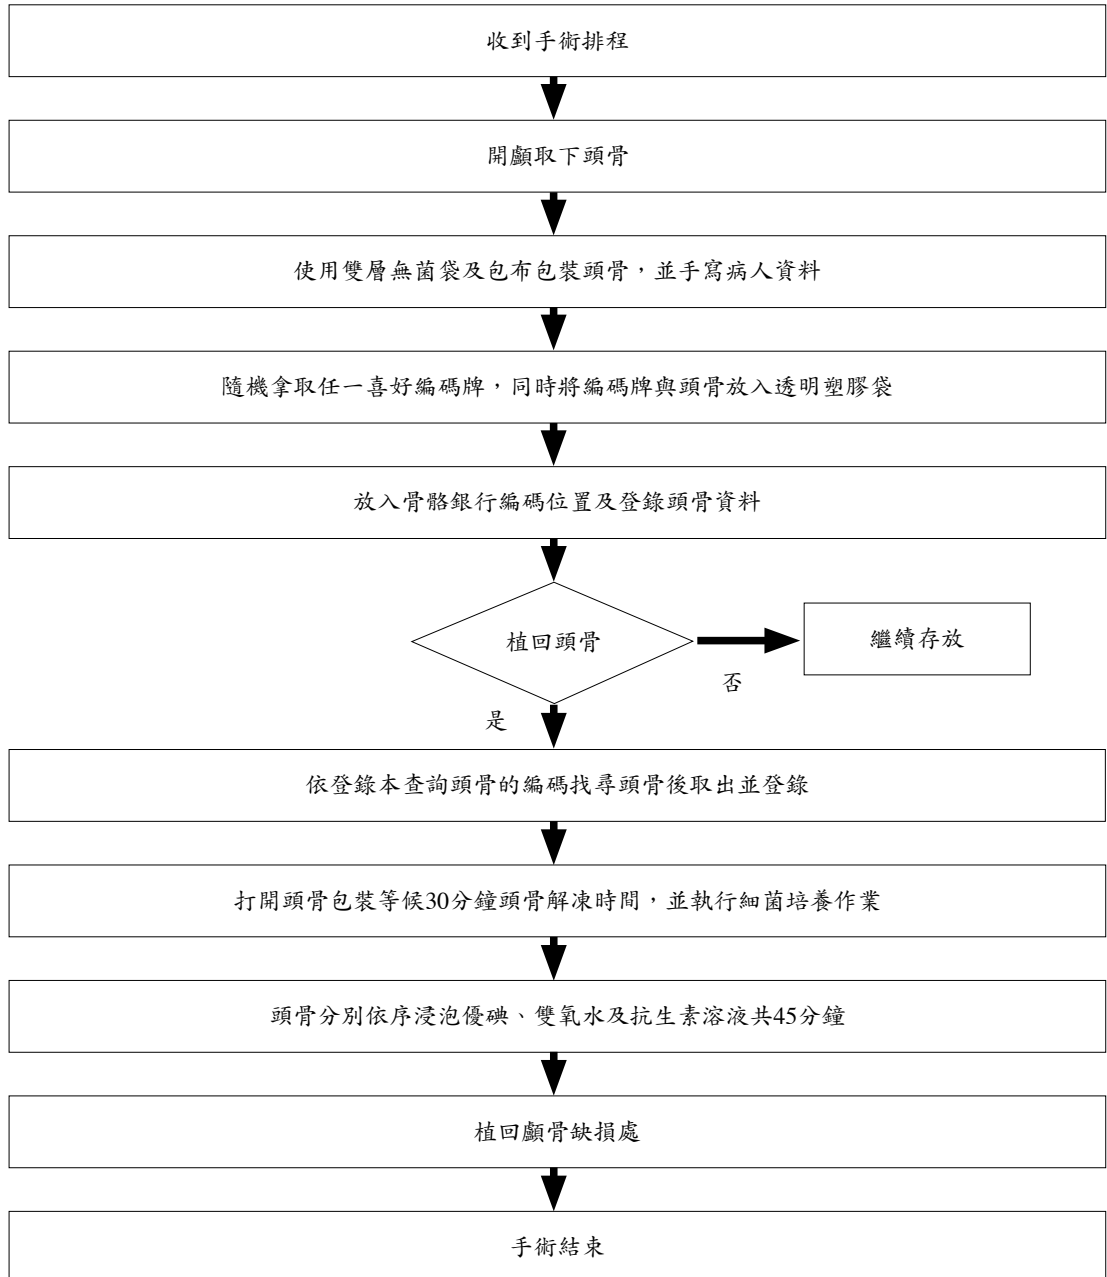 收到手術排程
開顱取下頭骨
使用雙層無菌袋及包布包裝頭骨，並手寫病人資料
隨機拿取任一喜好編碼牌，同時將編碼牌與頭骨放入透明塑膠袋
放入骨骼銀行編碼位置及登錄頭骨資料
植回頭骨
繼續存放
否
是
依登錄本查詢頭骨的編碼找尋頭骨後取出並登錄
打開頭骨包裝等候30分鐘頭骨解凍時間，並執行細菌培養作業
頭骨分別依序浸泡優碘、雙氧水及抗生素溶液共45分鐘
植回顱骨缺損處
手術結束